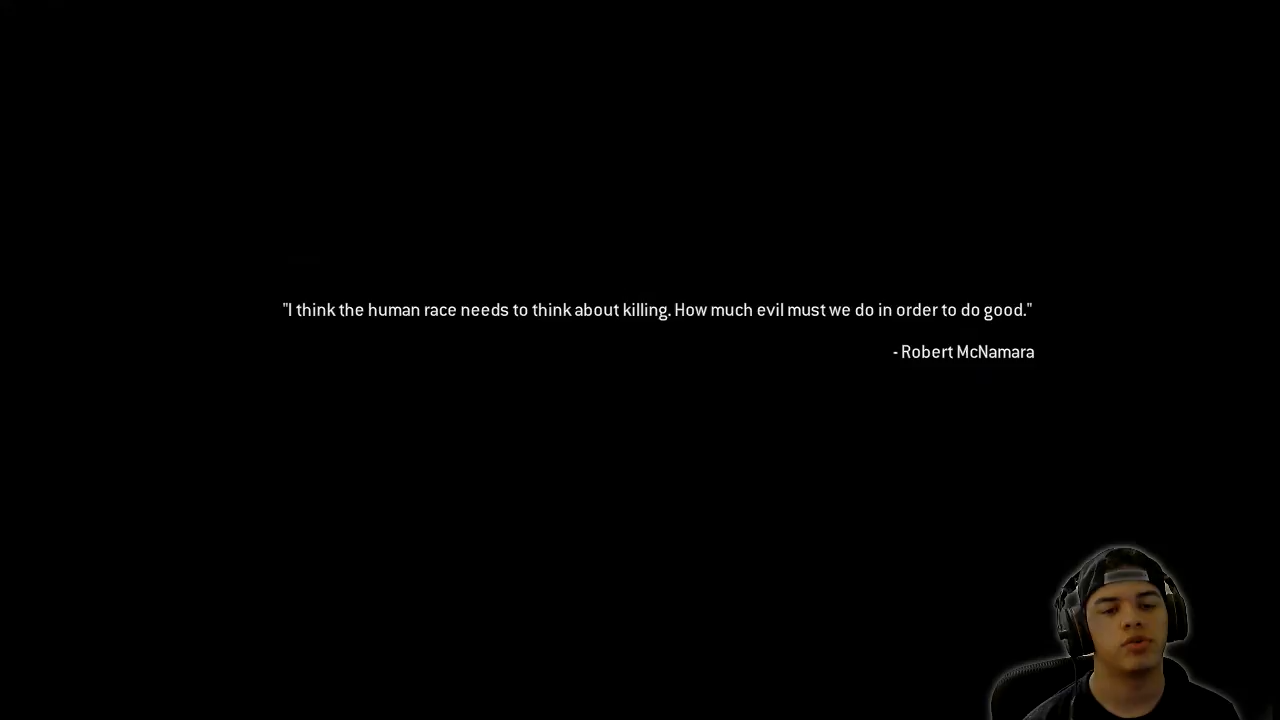 "I think the human race needs to think about killing. How much evil must we do in order to do good."
- Robert McNamara